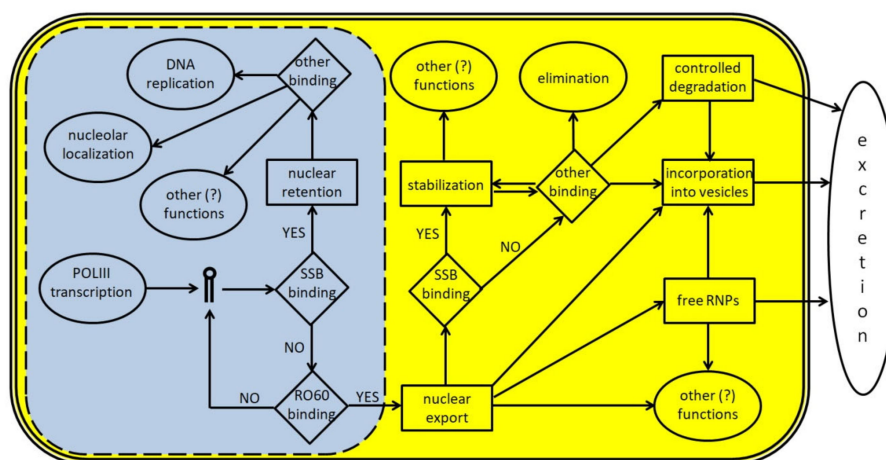 DNA
replication
other
binding
nucleolar
localization
other (?)
functions
nuclear
retention
YES
POLIII
transcription
SSB
binding
NO
NO
RO60
binding
YES
other (?)
functions
elimination
controlled
degradation
stabilization
other
binding
incorporation
into vesicles
YES
NO
SSB
binding
free RNPs
nuclear
export
other (?)
functions
excretion